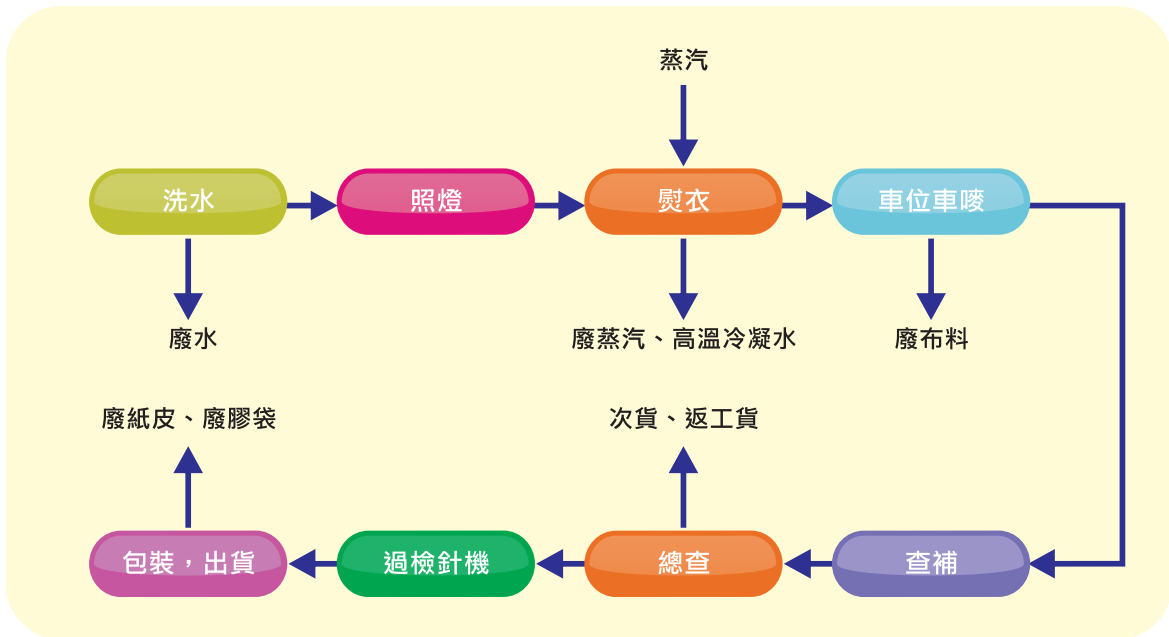 蒸汽
洗水
照燈
熨衣
車位車嘜
廢水
廢蒸汽、高溫冷凝水
廢布料
廢紙皮、廢膠袋
次貨、返工貨
包裝，出貨
過檢針機
總查
查補